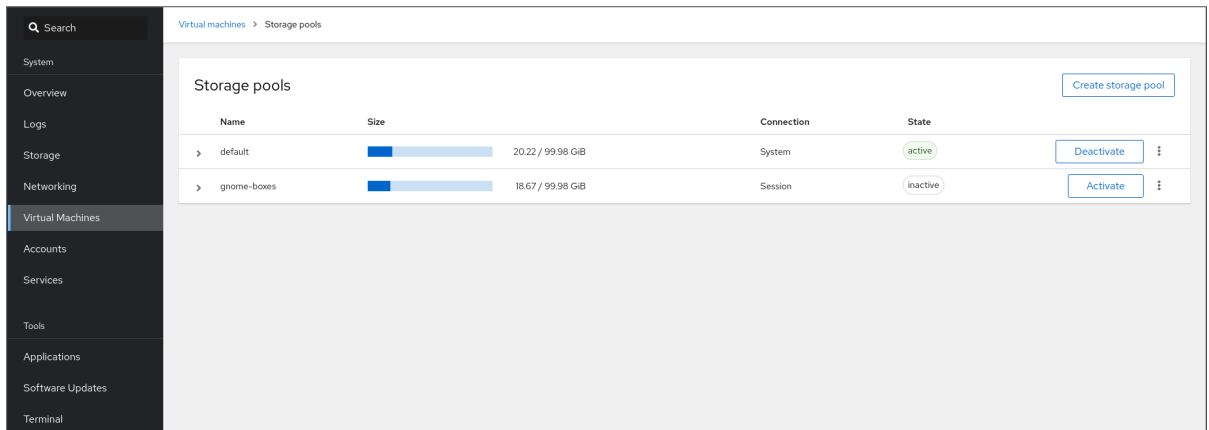 Search
System
Overview
Logs
Storage
Networking
Virtual Machines
Accounts
Services
Tools
Applications
Software Updates
Terminal
Virtual machines > Storage pools
Storage pools
Create storage pool
Name Size Connection State
default 20.22 / 99.98 GiB System active Deactivate
gnome-boxes 18.67 / 99.98 GiB Session inactive Activate